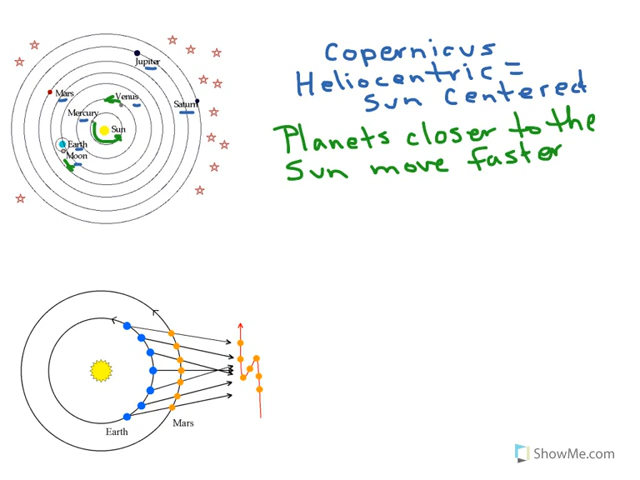 Copernicus
Heliocentric =
Sun Centered
Planets closer to the
Sun move faster
Jupiter
Mars
Venus
Saturn
Mercury
Sun
Earth
Moon
Earth
Mars
ShowMe.com